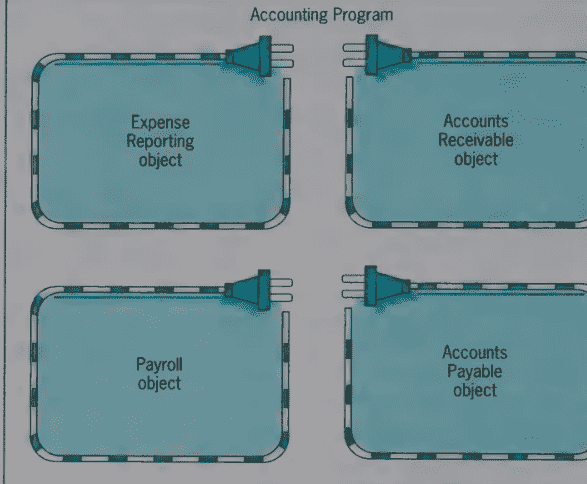 Accounting Program
Expense
Reporting
object
Accounts
Receivable
object
Payroll
object
Accounts
Payable
object